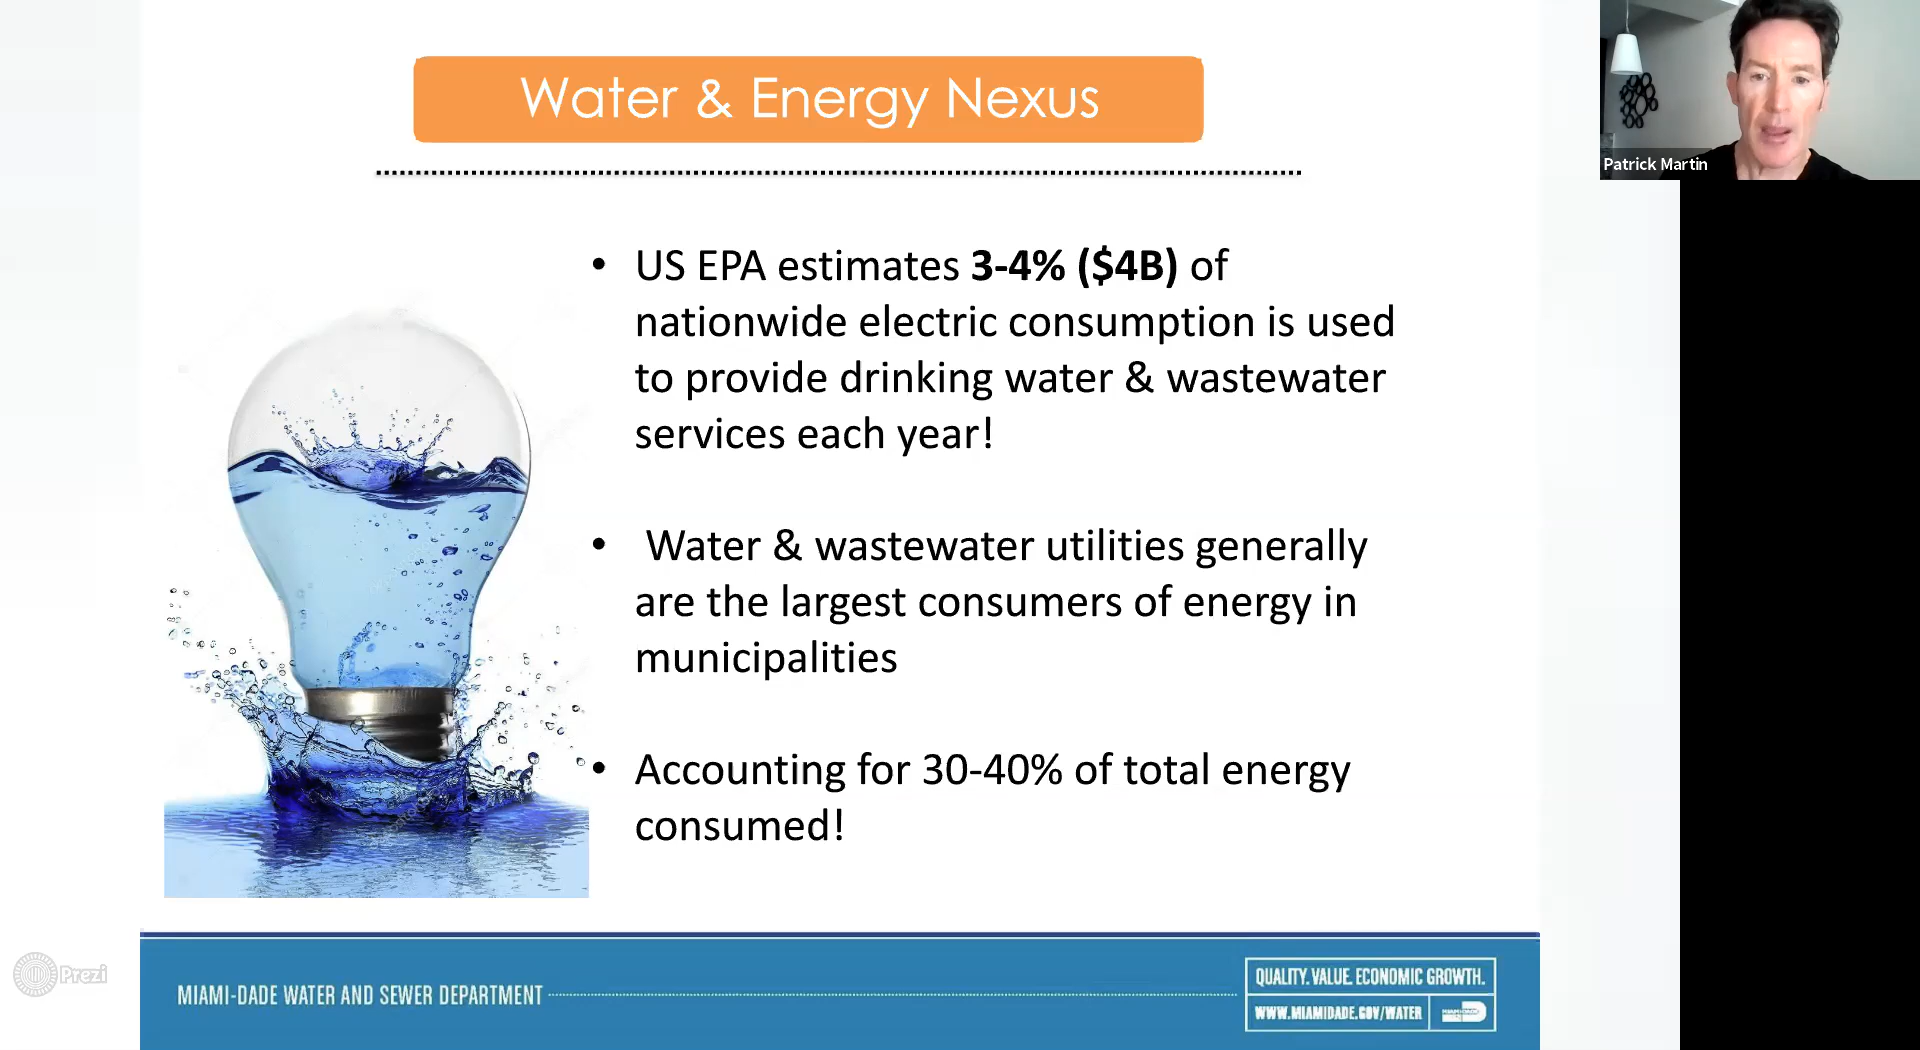 Water & Energy Nexus
Patrick Martin
• US EPA estimates 3-4% ($4B) of
nationwide electric consumption is used
to provide drinking water & wastewater
services each year!
• Water & wastewater utilities generally
are the largest consumers of energy in
municipalities
• Accounting for 30-40% of total energy
consumed!
Prezi
MIAMI-DADE WATER AND SEWER DEPARTMENT
QUALITY. VALUE. ECONOMIC GROWTH.
WWW.MIAMIDADE.GOV/WATER